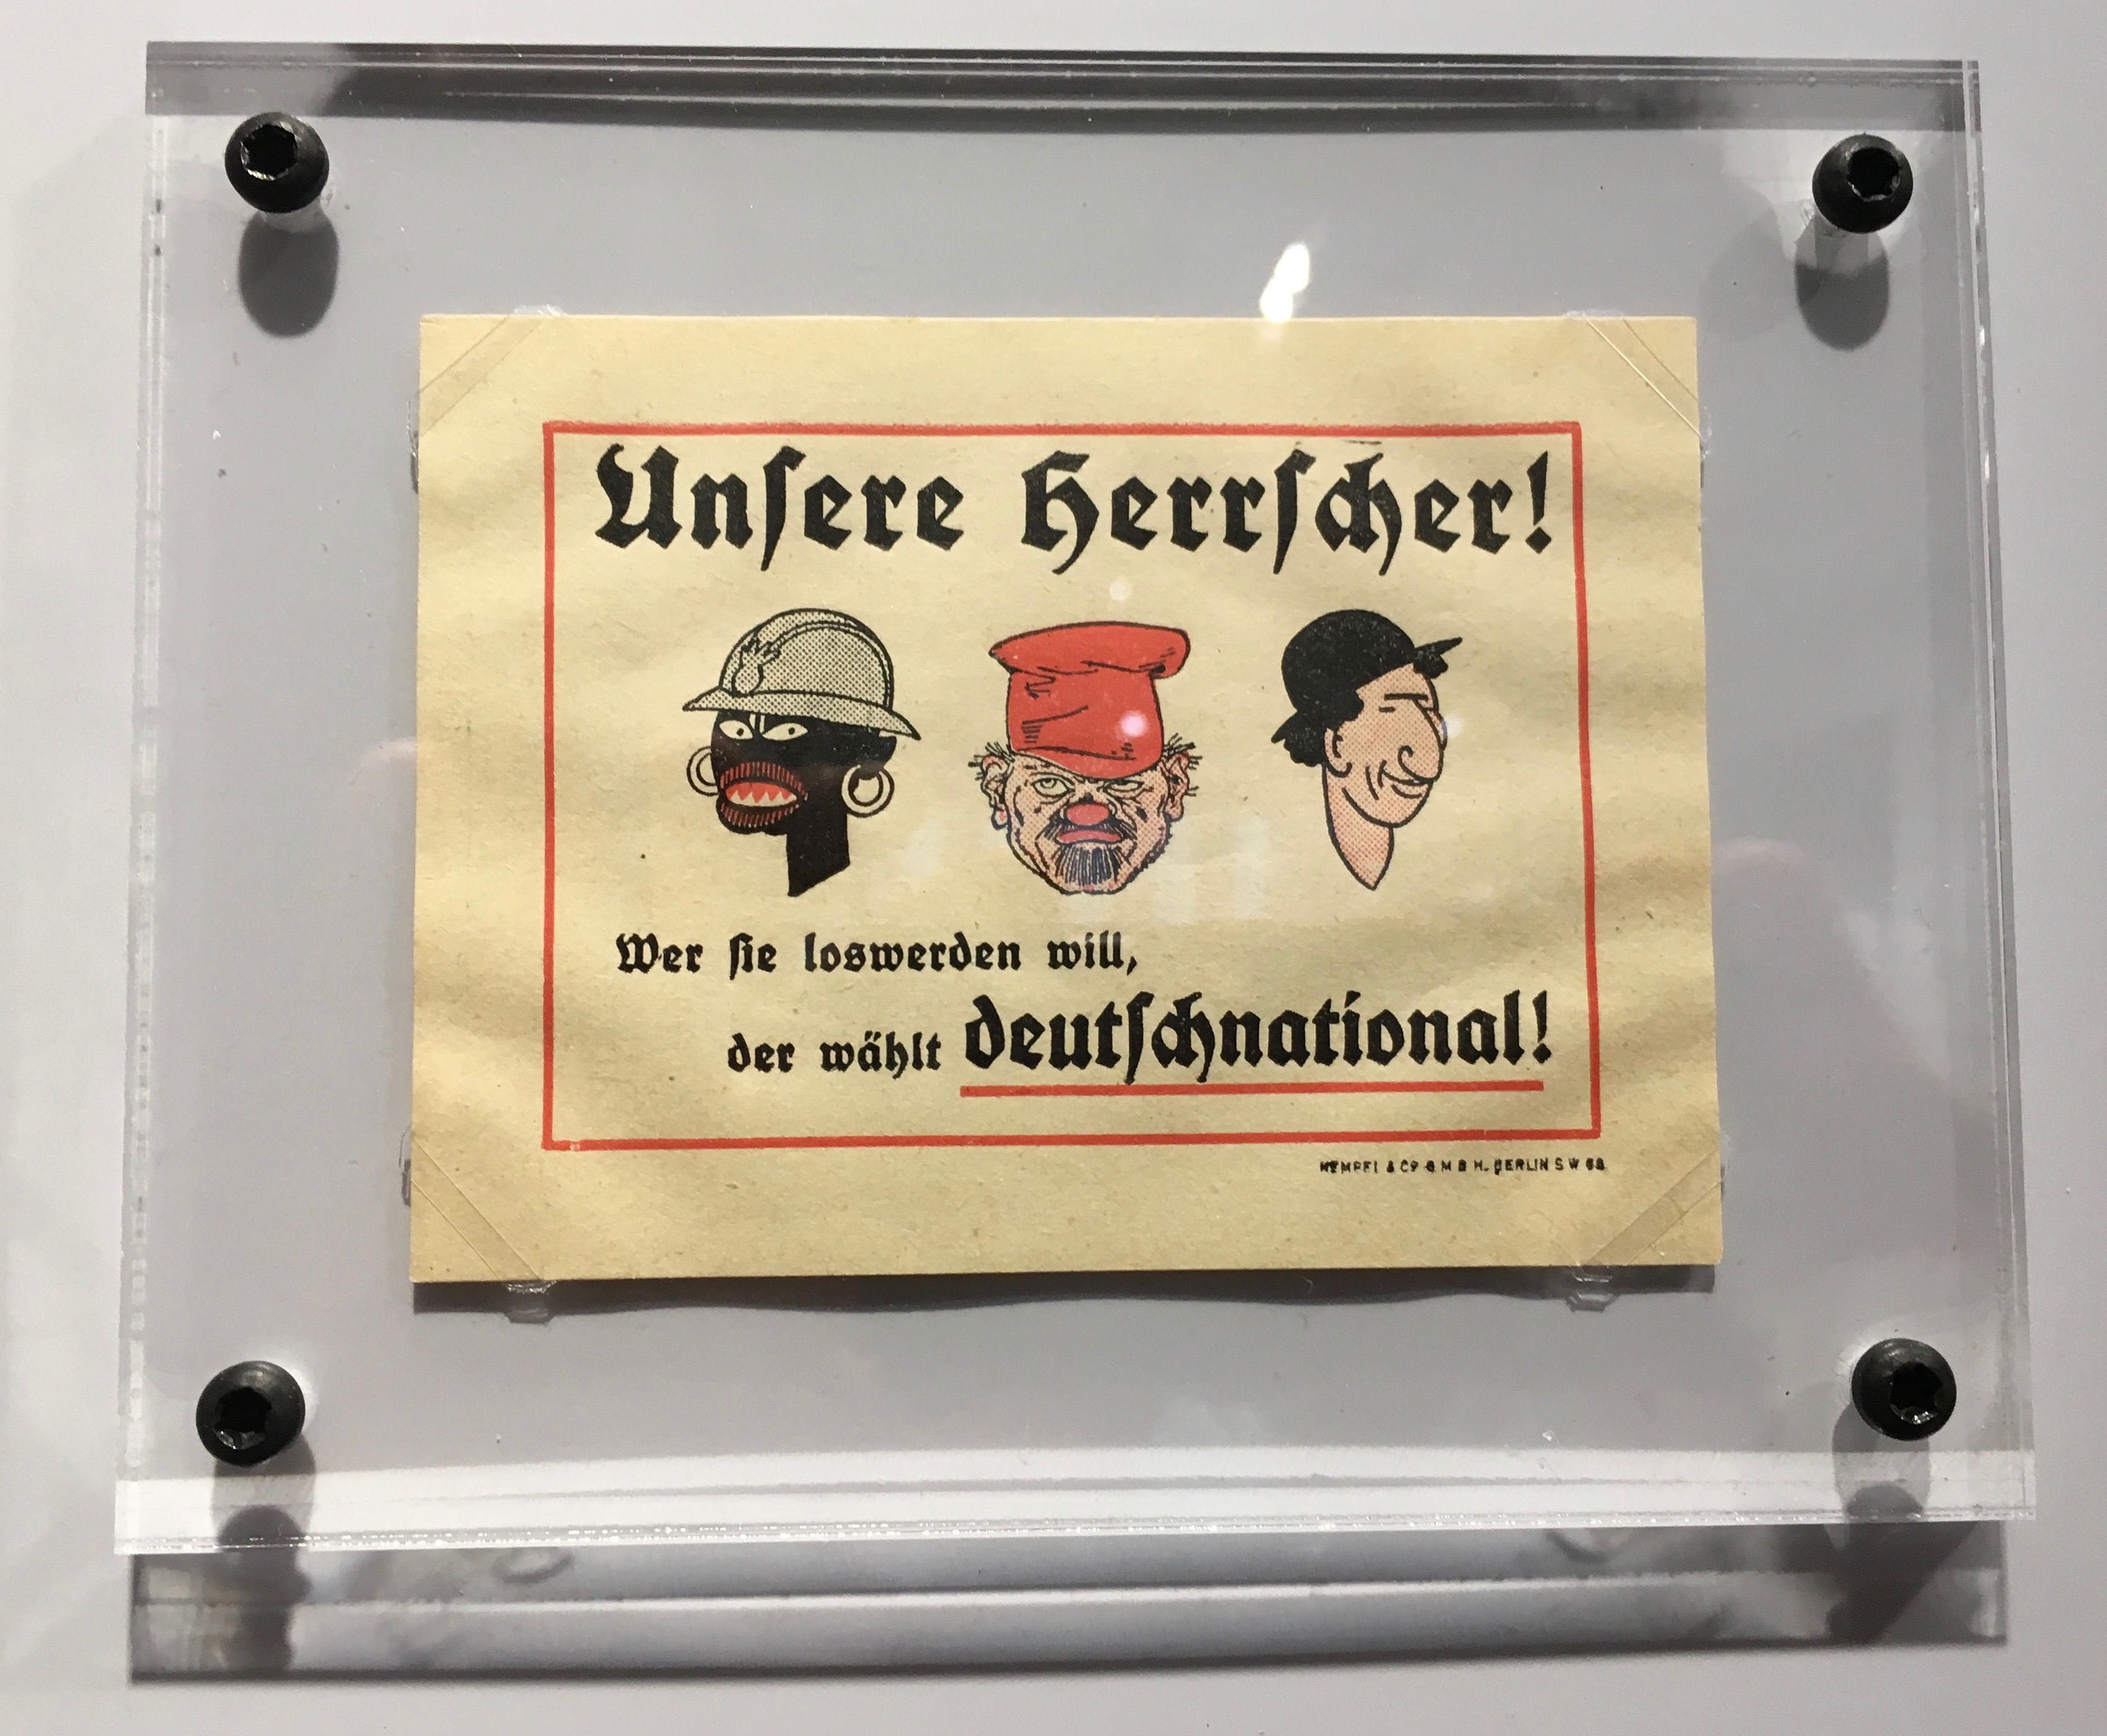 Unſere Herrſcher!
Wer ſie loswerden will,
der wählt deutſchnational!
HEMPEL & Co G M B H. BERLIN S W 68.